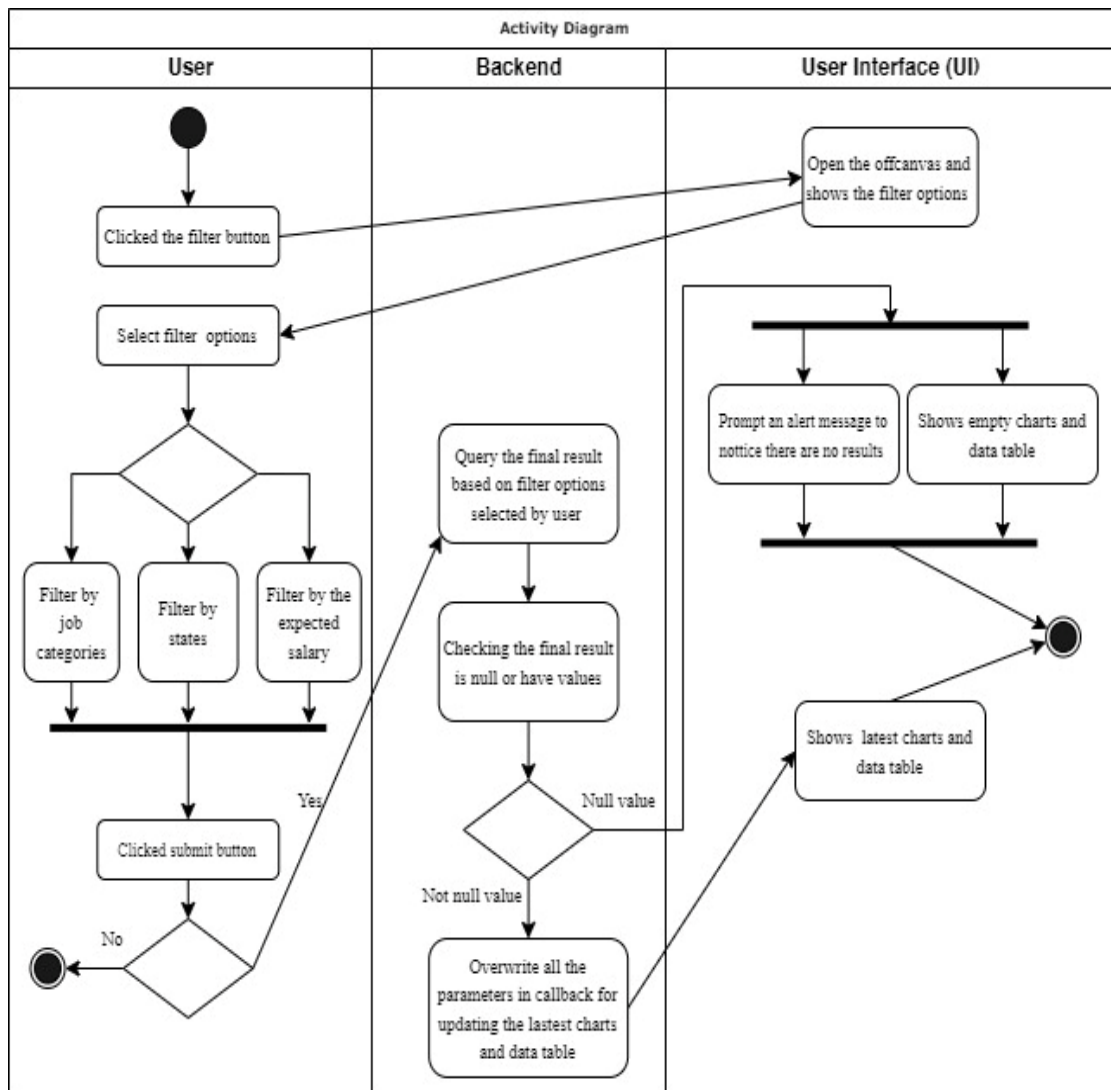 Activity Diagram
User
Backend
User Interface (UI)
Open the offcanvas and
shows the filter options
Clicked the filter button
Select filter options
Prompt an alert message to
nottice there are no results
Shows empty charts and
data table
Query the final result
based on filter options
selected by user
Filter by
job
categories
Filter by
states
Filter by the
expected
salary
Checking the final result
is null or have values
Shows latest charts and
data table
Yes
Null value
Clicked submit button
Not null value
No
Overwrite all the
parameters in callback for
updating the lastest charts
and data table